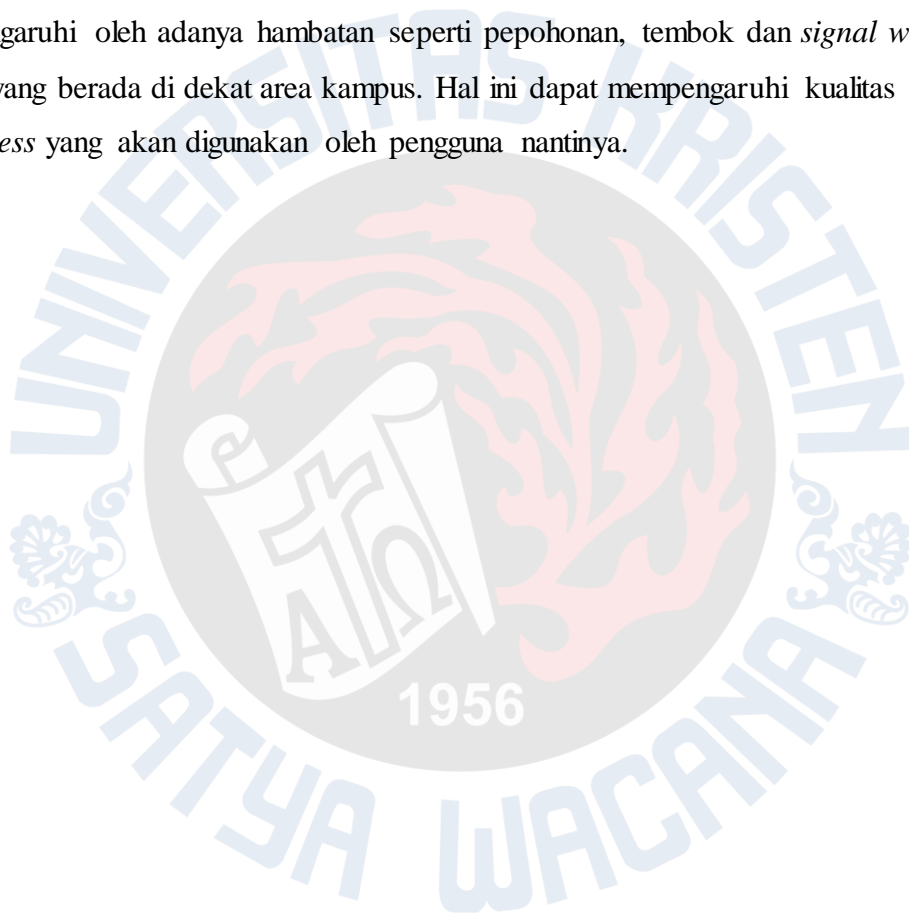 garuhi oleh adanya hambatan seperti pepohonan, tembok dan signal w
yang berada di dekat area kampus. Hal ini dapat mempengaruhi kualitas
ess yang akan digunakan oleh pengguna nantinya.
UNIVERSITAS KRISTEN
ΑΩ
1956
SATYA WACANA